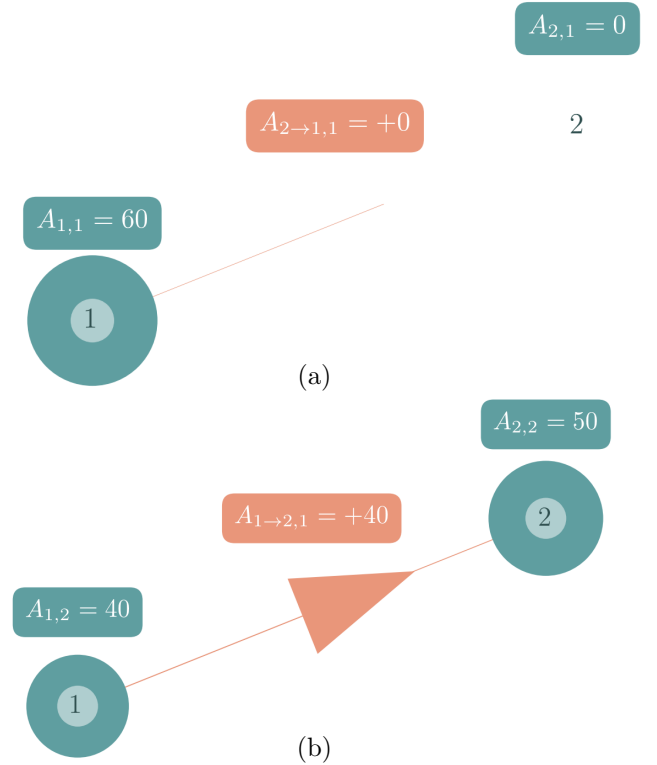 A_{2,1} = 0
A_{2→1,1} = +0
2
A_{1,1} = 60
1
(a)
A_{2,2} = 50
A_{1→2,1} = +40
2
A_{1,2} = 40
1
(b)